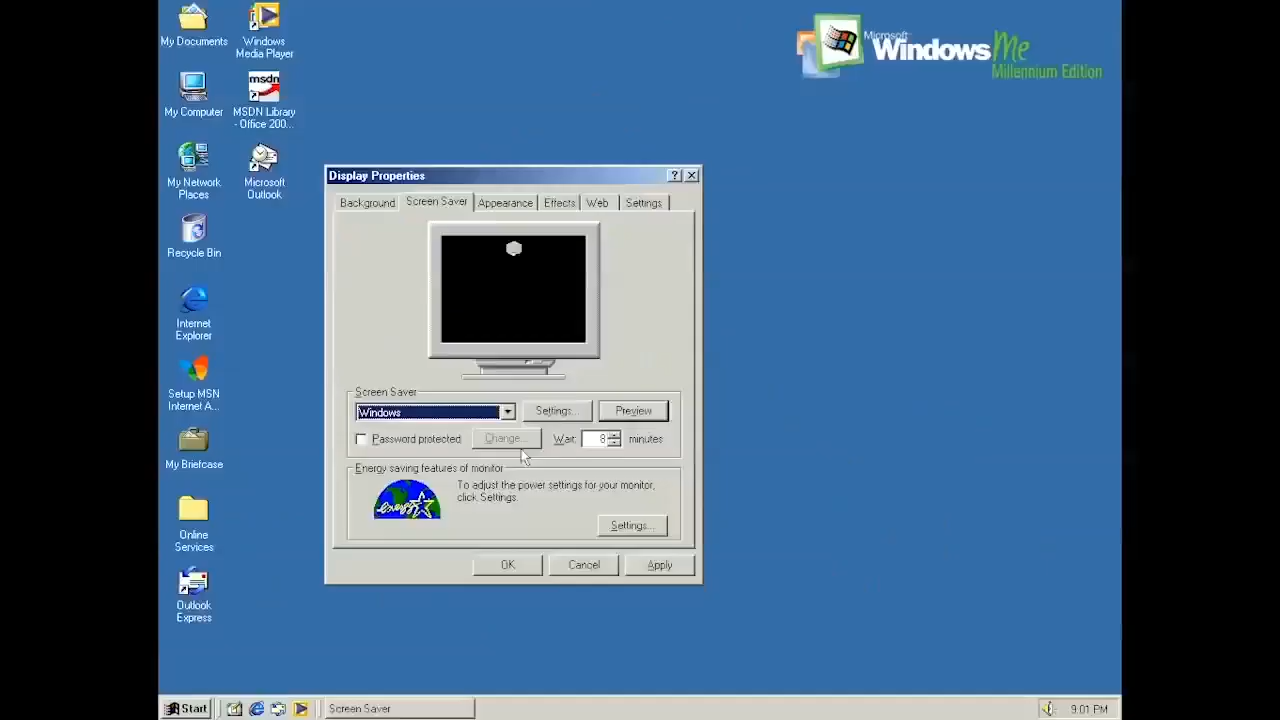 My Documents
Windows
Media Player
Microsoft
Windows Me
Millennium Edition
My Computer
msdn
MSDN Library
- Office 200...
My Network
Places
Microsoft
Outlook
Recycle Bin
Internet
Explorer
Setup MSN
Internet A...
My Briefcase
Online
Services
Outlook
Express
Display Properties
Background
Screen Saver
Appearance
Effects
Web
Settings
Screen Saver
Windows
Settings...
Preview
Password protected
Change...
Wait:
8
minutes
Energy saving features of monitor
energy
To adjust the power settings for your monitor,
click Settings.
Settings...
OK
Cancel
Apply
Start
Screen Saver
9:01 PM